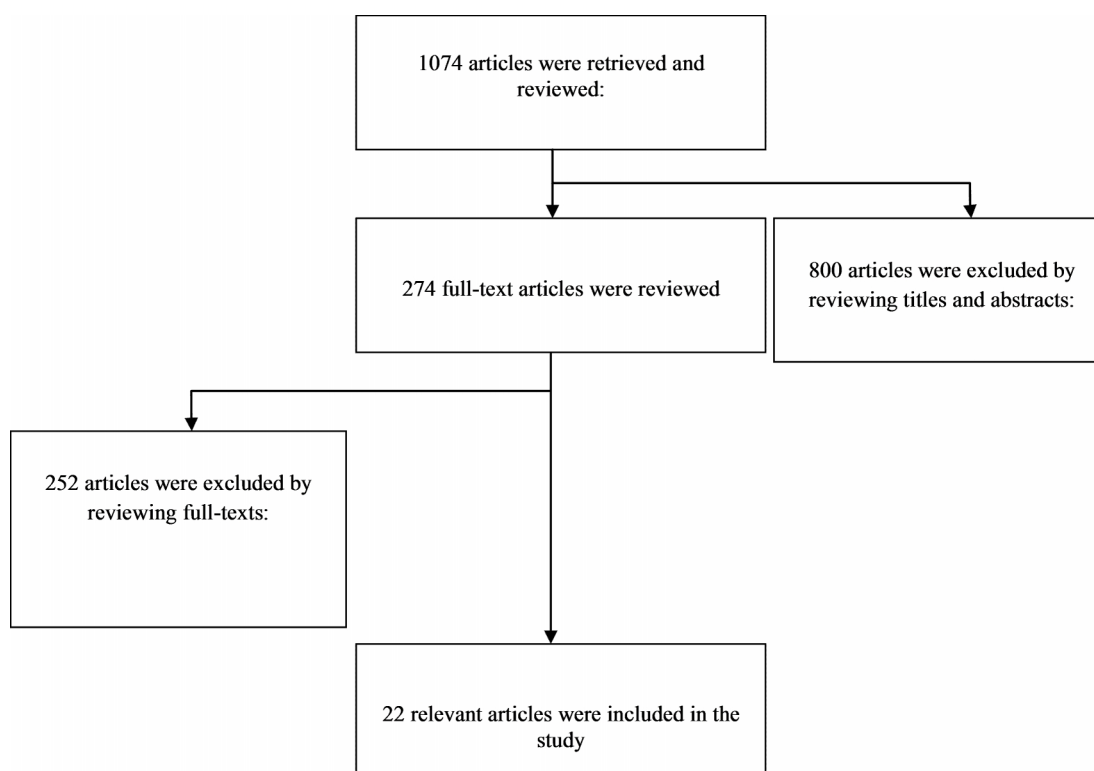 1074 articles were retrieved and
reviewed:
274 full-text articles were reviewed
800 articles were excluded by
reviewing titles and abstracts:
252 articles were excluded by
reviewing full-texts:
22 relevant articles were included in the
study